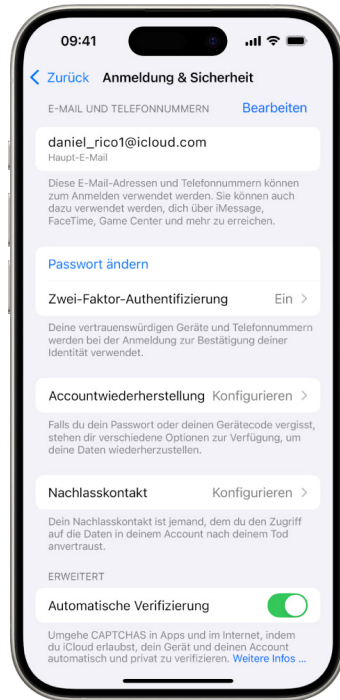 09:41
Zurück Anmeldung & Sicherheit
E-MAIL UND TELEFONNUMMERN Bearbeiten
daniel_rico1@icloud.com
Haupt-E-Mail
Diese E-Mail-Adressen und Telefonnummern können
zum Anmelden verwendet werden. Sie können auch
dazu verwendet werden, dich über iMessage,
FaceTime, Game Center und mehr zu erreichen.
Passwort ändern
Zwei-Faktor-Authentifizierung Ein
Deine vertrauenswürdigen Geräte und Telefonnummern
werden bei der Anmeldung zur Bestätigung deiner
Identität verwendet.
Accountwiederherstellung Konfigurieren
Falls du dein Passwort oder deinen Gerätecode vergisst,
stehen dir verschiedene Optionen zur Verfügung, um
deine Daten wiederherzustellen.
Nachlasskontakt Konfigurieren
Dein Nachlasskontakt ist jemand, dem du den Zugriff
auf die Daten in deinem Account nach deinem Tod
anvertraust.
ERWEITERT
Automatische Verifizierung
Umgehe CAPTCHAS in Apps und im Internet, indem
du iCloud erlaubst, dein Gerät und deinen Account
automatisch und privat zu verifizieren. Weitere Infos ...